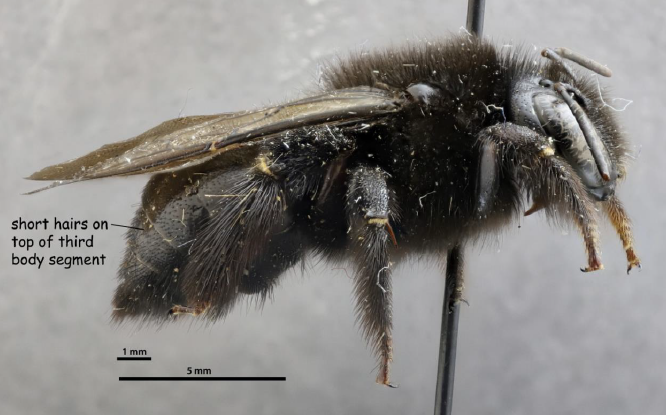 short hairs on
top of third
body segment
1 mm
5 mm